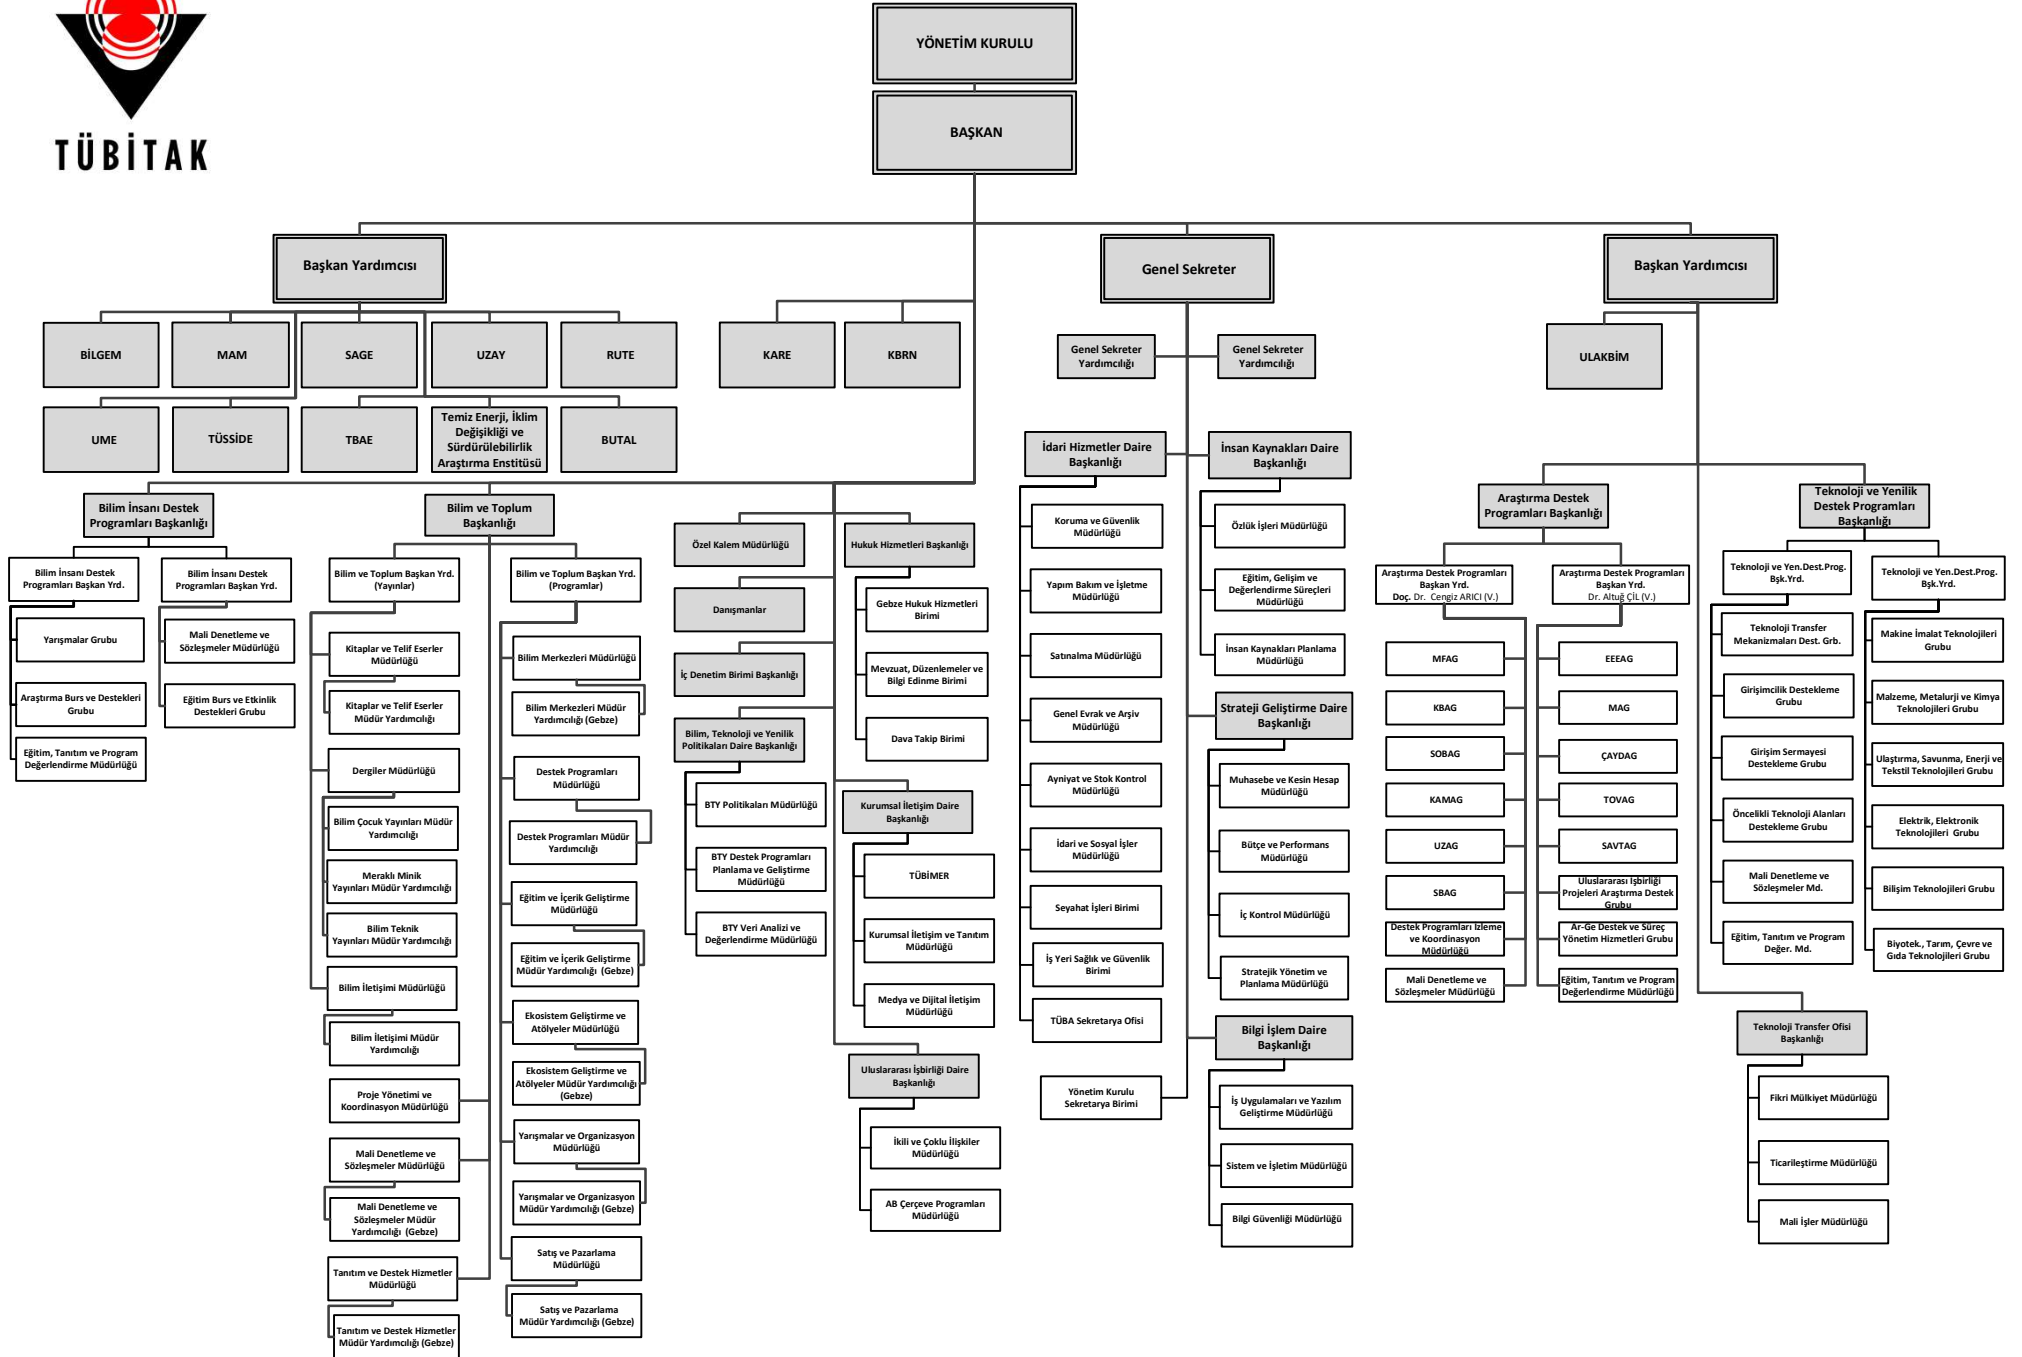 TÜBİTAK
YÖNETİM KURULU
BAŞKAN
Başkan Yardımcısı
Genel Sekreter
Başkan Yardımcısı
BİLGEM
MAM
SAGE
UZAY
RUTE
KARE
KBRN
Genel Sekreter
Yardımcılığı
Genel Sekreter
Yardımcılığı
ULAKBİM
UME
TÜSSİDE
TBAE
Temiz Enerji, İklim
Değişikliği ve
Sürdürülebilirlik
Araştırma Enstitüsü
BUTAL
Bilim İnsanı Destek
Programları Başkanlığı
Bilim İnsanı Destek
Programları Başkan Yrd.
Yarışmalar Grubu
Araştırma Burs ve Destekleri
Grubu
Eğitim, Tanıtım ve Program
Değerlendirme Müdürlüğü
Bilim İnsanı Destek
Programları Başkan Yrd.
Mali Denetleme ve
Sözleşmeler Müdürlüğü
Eğitim Burs ve Etkinlik
Destekleri Grubu
Bilim ve Toplum
Başkanlığı
Bilim ve Toplum Başkan Yrd.
(Yayınlar)
Kitaplar ve Telif Eserler
Müdürlüğü
Kitaplar ve Telif Eserler
Müdür Yardımcılığı
Dergiler Müdürlüğü
Bilim Çocuk Yayınları Müdür
Yardımcılığı
Meraklı Minik
Yayınları Müdür Yardımcılığı
Bilim Teknik
Yayınları Müdür Yardımcılığı
Bilim İletişimi Müdürlüğü
Bilim İletişimi Müdür
Yardımcılığı
Proje Yönetimi ve
Koordinasyon Müdürlüğü
Mali Denetleme ve
Sözleşmeler Müdürlüğü
Mali Denetleme ve
Sözleşmeler Müdür
Yardımcılığı (Gebze)
Tanıtım ve Destek Hizmetler
Müdürlüğü
Tanıtım ve Destek Hizmetler
Müdür Yardımcılığı (Gebze)
Bilim ve Toplum Başkan Yrd.
(Programlar)
Bilim Merkezleri Müdürlüğü
Bilim Merkezleri Müdür
Yardımcılığı (Gebze)
Destek Programları
Müdürlüğü
Destek Programları Müdür
Yardımcılığı
Eğitim ve İçerik Geliştirme
Müdürlüğü
Eğitim ve İçerik Geliştirme
Müdür Yardımcılığı (Gebze)
Ekosistem Geliştirme ve
Atölyeler Müdürlüğü
Ekosistem Geliştirme ve
Atölyeler Müdür Yardımcılığı
(Gebze)
Yarışmalar ve Organizasyon
Müdürlüğü
Yarışmalar ve Organizasyon
Müdür Yardımcılığı (Gebze)
Satış ve Pazarlama
Müdürlüğü
Satış ve Pazarlama
Müdür Yardımcılığı (Gebze)
Özel Kalem Müdürlüğü
Danışmanlar
İç Denetim Birimi Başkanlığı
Bilim, Teknoloji ve Yenilik
Politikaları Daire Başkanlığı
BTY Politikaları Müdürlüğü
BTY Destek Programları
Planlama ve Geliştirme
Müdürlüğü
BTY Veri Analizi ve
Değerlendirme Müdürlüğü
Hukuk Hizmetleri Başkanlığı
Gebze Hukuk Hizmetleri
Birimi
Mevzuat, Düzenlemeler ve
Bilgi Edinme Birimi
Dava Takip Birimi
Kurumsal İletişim Daire
Başkanlığı
TÜBİMER
Kurumsal İletişim ve Tanıtım
Müdürlüğü
Medya ve Dijital İletişim
Müdürlüğü
Uluslararası İşbirliği Daire
Başkanlığı
İkili ve Çoklu İlişkiler
Müdürlüğü
AB Çerçeve Programları
Müdürlüğü
İdari Hizmetler Daire
Başkanlığı
Koruma ve Güvenlik
Müdürlüğü
Yapım Bakım ve İşletme
Müdürlüğü
Satınalma Müdürlüğü
Genel Evrak ve Arşiv
Müdürlüğü
Ayniyat ve Stok Kontrol
Müdürlüğü
İdari ve Sosyal İşler
Müdürlüğü
Seyahat İşleri Birimi
İş Yeri Sağlık ve Güvenlik
Birimi
TÜBA Sekretarya Ofisi
Yönetim Kurulu
Sekretarya Birimi
İnsan Kaynakları Daire
Başkanlığı
Özlük İşleri Müdürlüğü
Eğitim, Gelişim ve
Değerlendirme Süreçleri
Müdürlüğü
İnsan Kaynakları Planlama
Müdürlüğü
Strateji Geliştirme Daire
Başkanlığı
Muhasebe ve Kesin Hesap
Müdürlüğü
Bütçe ve Performans
Müdürlüğü
İç Kontrol Müdürlüğü
Stratejik Yönetim ve
Planlama Müdürlüğü
Bilgi İşlem Daire
Başkanlığı
İş Uygulamaları ve Yazılım
Geliştirme Müdürlüğü
Sistem ve İşletim Müdürlüğü
Bilgi Güvenliği Müdürlüğü
Araştırma Destek
Programları Başkanlığı
Araştırma Destek Programları
Başkan Yrd.
Doç. Dr. Cengiz ARICI (V.)
MFAG
KBAG
SOBAG
KAMAG
UZAG
SBAG
Destek Programları İzleme
ve Koordinasyon
Müdürlüğü
Mali Denetleme ve
Sözleşmeler Müdürlüğü
Araştırma Destek Programları
Başkan Yrd.
Dr. Altuğ ÇİL (V.)
EEEAG
MAG
ÇAYDAG
TOVAG
SAVTAG
Uluslararası İşbirliği
Projeleri Araştırma Destek
Grubu
Ar-Ge Destek ve Süreç
Yönetim Hizmetleri Grubu
Eğitim, Tanıtım ve Program
Değerlendirme Müdürlüğü
Teknoloji ve Yenilik
Destek Programları
Başkanlığı
Teknoloji ve Yen.Dest.Prog.
Bşk.Yrd.
Teknoloji Transfer
Mekanizmaları Dest. Grb.
Girişimcilik Destekleme
Grubu
Girişim Sermayesi
Destekleme Grubu
Öncelikli Teknoloji Alanları
Destekleme Grubu
Mali Denetleme ve
Sözleşmeler Md.
Eğitim, Tanıtım ve Program
Değer. Md.
Teknoloji ve Yen.Dest.Prog.
Bşk.Yrd.
Makine İmalat Teknolojileri
Grubu
Malzeme, Metalurji ve Kimya
Teknolojileri Grubu
Ulaştırma, Savunma, Enerji ve
Tekstil Teknolojileri Grubu
Elektrik, Elektronik
Teknolojileri Grubu
Bilişim Teknolojileri Grubu
Biyotek., Tarım, Çevre ve
Gıda Teknolojileri Grubu
Teknoloji Transfer Ofisi
Başkanlığı
Fikri Mülkiyet Müdürlüğü
Ticarileştirme Müdürlüğü
Mali İşler Müdürlüğü